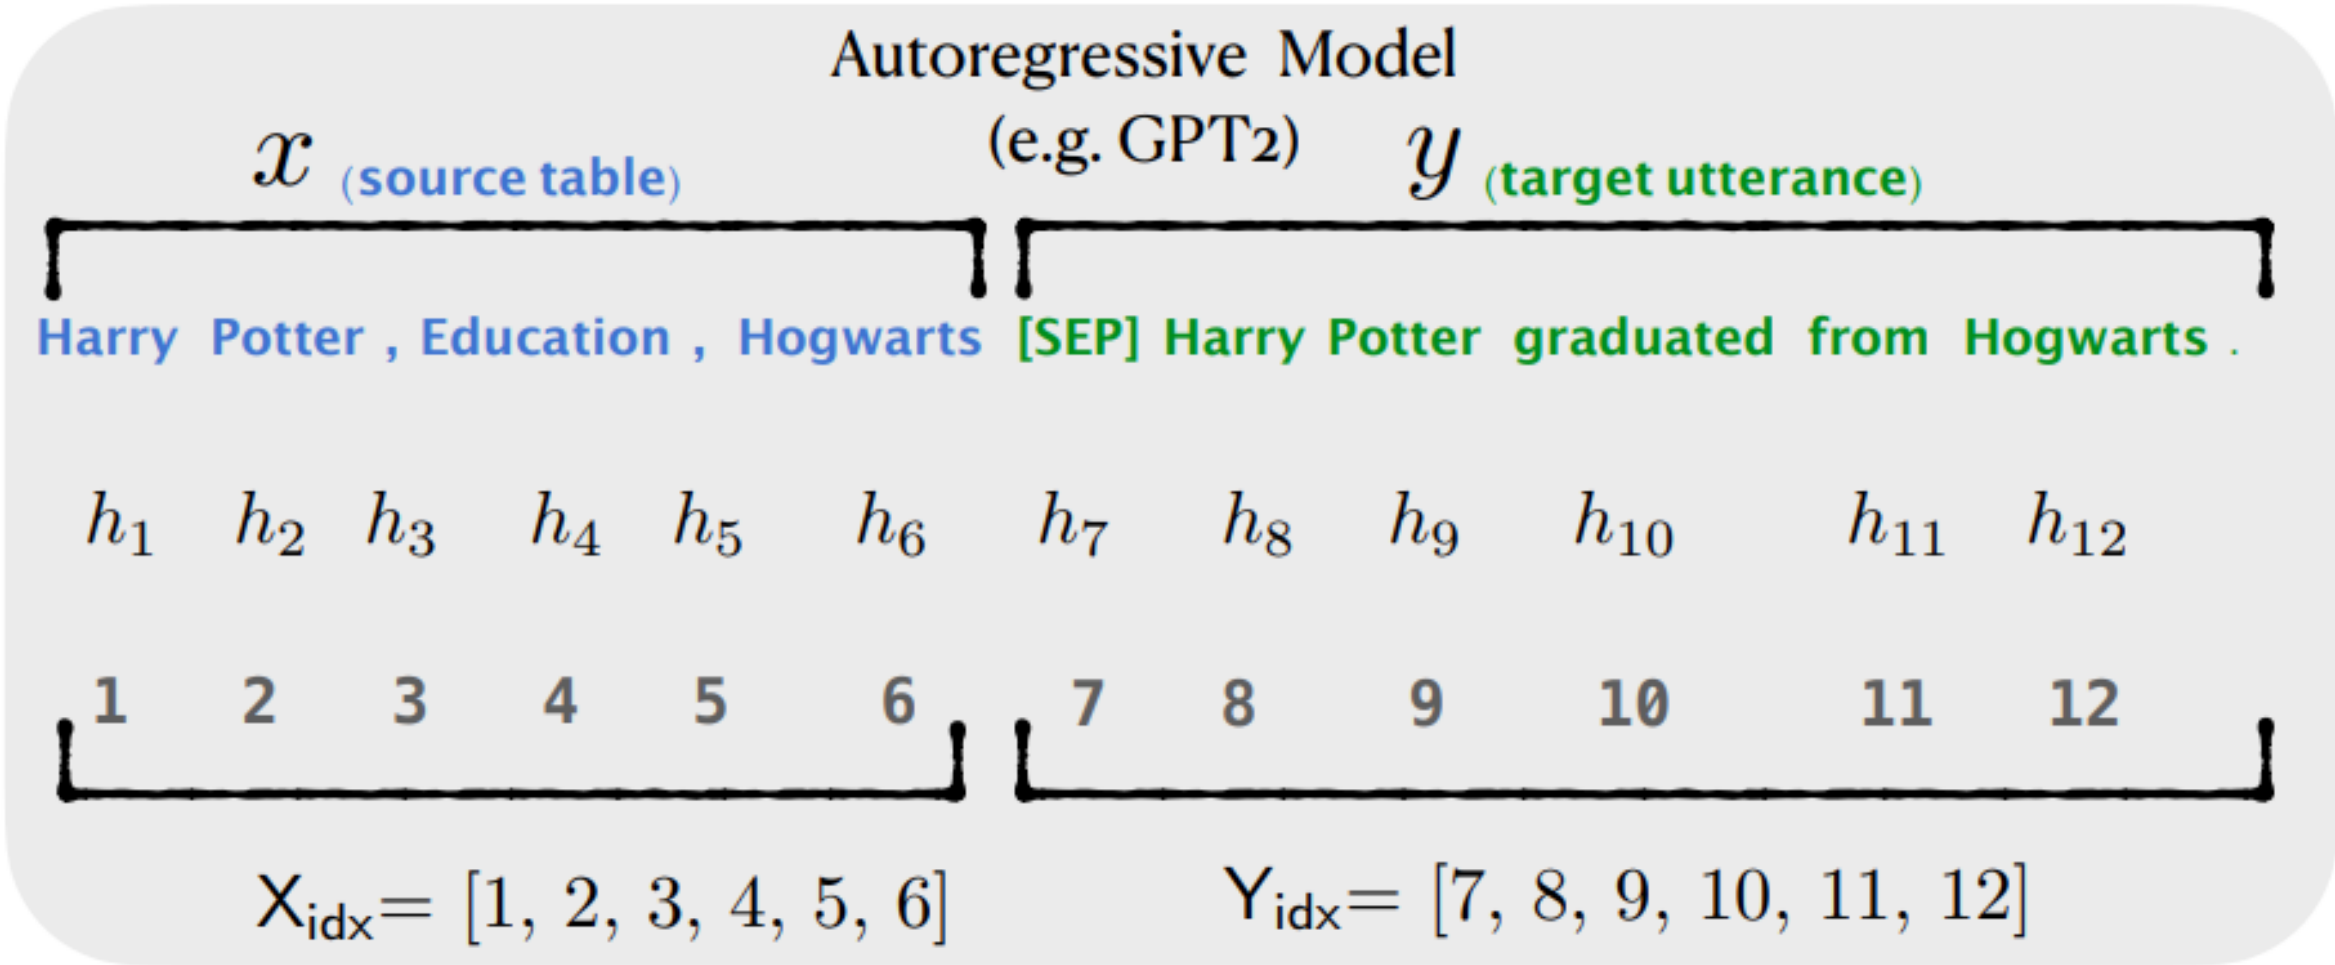 Autoregressive Model
(e.g. GPT2)
x (source table)
y (target utterance)
Harry Potter , Education , Hogwarts [SEP] Harry Potter graduated from Hogwarts .
h₁ h₂ h₃ h₄ h₅ h₆ h₇ h₈ h₉ h₁₀ h₁₁ h₁₂
1 2 3 4 5 6 7 8 9 10 11 12
X_idx= [1, 2, 3, 4, 5, 6]
Y_idx= [7, 8, 9, 10, 11, 12]